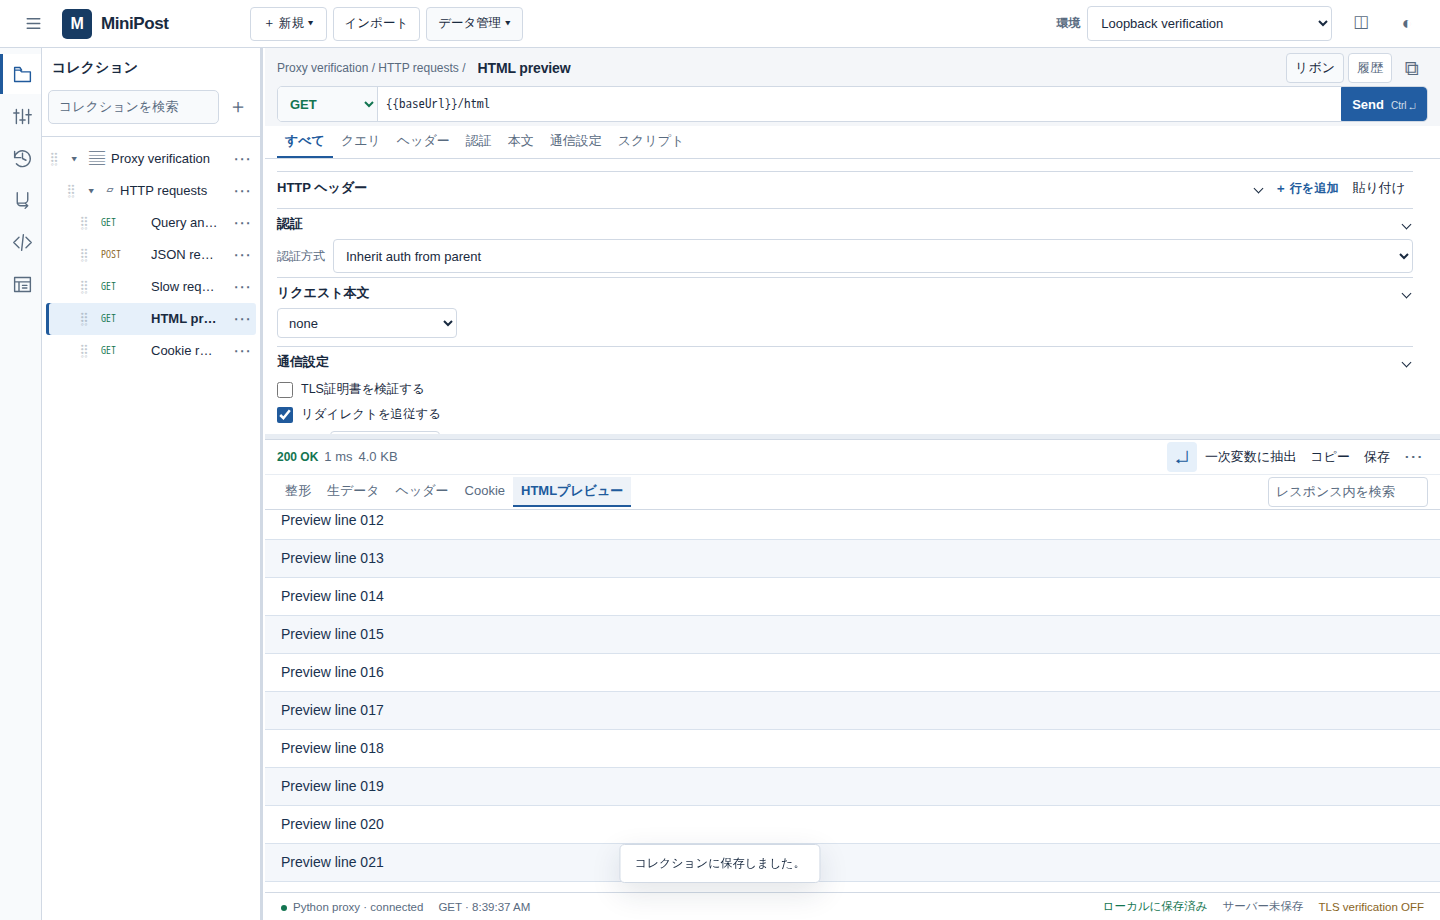 M MiniPost ＋ 新規 ▾ インポート データ管理 ▾ 環境 Loopback verification
コレクション
コレクションを検索 ＋
Proxy verification ···
HTTP requests ···
GET Query an… ···
POST JSON re… ···
GET Slow req… ···
GET HTML pr… ···
GET Cookie r… ···
Proxy verification / HTTP requests / HTML preview リボン 履歴
GET {{baseUrl}}/html Send Ctrl ⏎
すべて クエリ ヘッダー 認証 本文 通信設定 スクリプト
HTTP ヘッダー ＋ 行を追加 貼り付け
認証
認証方式 Inherit auth from parent
リクエスト本文
none
通信設定
TLS証明書を検証する
リダイレクトを追従する
200 OK 1 ms 4.0 KB 一次変数に抽出 コピー 保存 ···
整形 生データ ヘッダー Cookie HTMLプレビュー レスポンス内を検索
Preview line 012
Preview line 013
Preview line 014
Preview line 015
Preview line 016
Preview line 017
Preview line 018
Preview line 019
Preview line 020
Preview line 021
コレクションに保存しました。
Python proxy · connected GET · 8:39:37 AM ローカルに保存済み サーバー未保存 TLS verification OFF